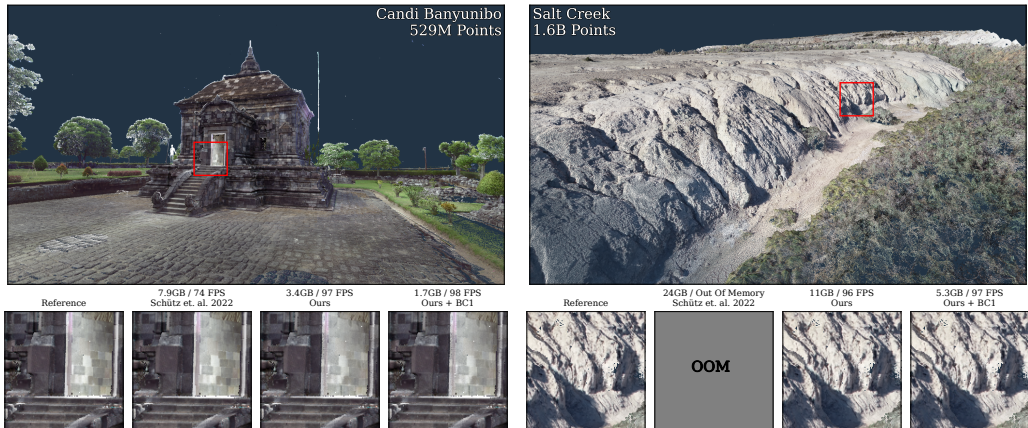 Candi Banyunibo
529M Points
Salt Creek
1.6B Points
Reference
7.9GB / 74 FPS
Schütz et. al. 2022
3.4GB / 97 FPS
Ours
1.7GB / 98 FPS
Ours + BC1
Reference
24GB / Out Of Memory
Schütz et. al. 2022
11GB / 96 FPS
Ours
5.3GB / 97 FPS
Ours + BC1
OOM